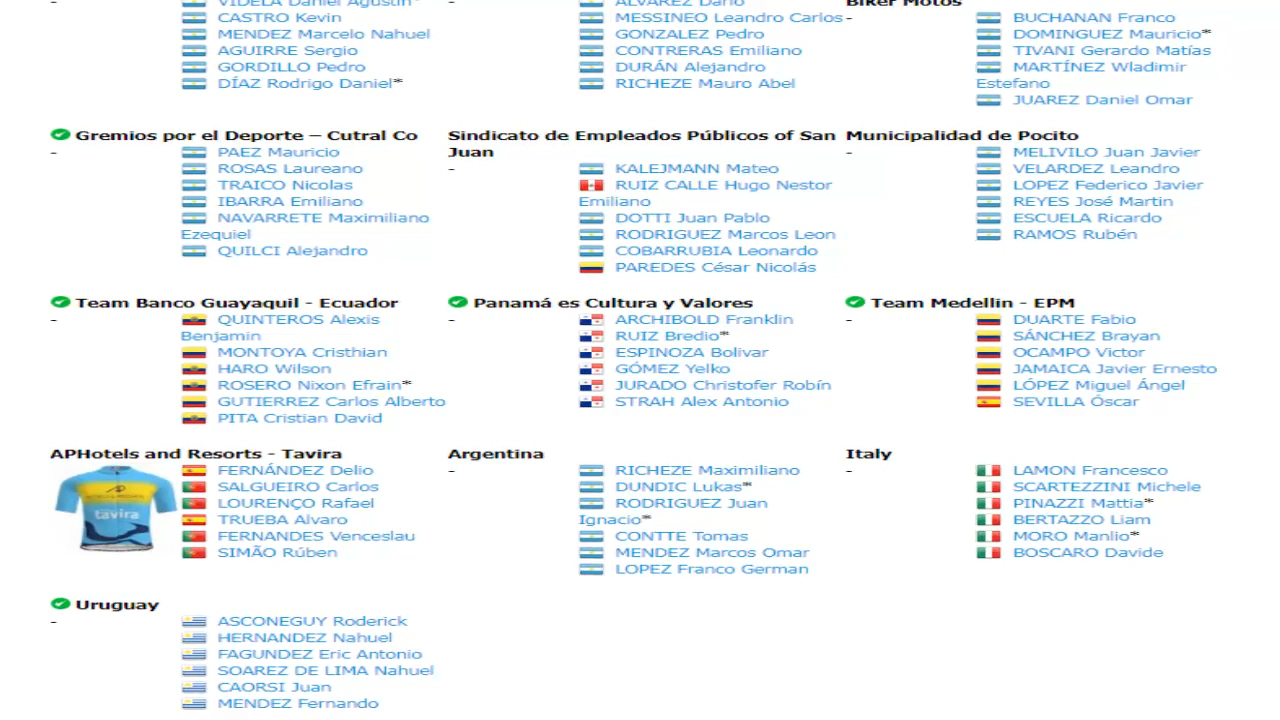 VIDELA Daniel Agustín*
CASTRO Kevin
MENDEZ Marcelo Nahuel
AGUIRRE Sergio
GORDILLO Pedro
DÍAZ Rodrigo Daniel*
-
ÁLVAREZ Darío
MESSINEO Leandro Carlos
GONZALEZ Pedro
CONTRERAS Emiliano
DURÁN Alejandro
RICHEZE Mauro Abel
Biker Motos
-
BUCHANAN Franco
DOMINGUEZ Mauricio*
TIVANI Gerardo Matías
MARTÍNEZ Wladimir
Estefano
JUAREZ Daniel Omar
Gremios por el Deporte – Cutral Co
-
PAEZ Mauricio
ROSAS Laureano
TRAICO Nicolas
IBARRA Emiliano
NAVARRETE Maximiliano
Ezequiel
QUILCI Alejandro
Sindicato de Empleados Públicos of San
Juan
-
KALEJMANN Mateo
RUIZ CALLE Hugo Nestor
Emiliano
DOTTI Juan Pablo
RODRIGUEZ Marcos Leon
COBARRUBIA Leonardo
PAREDES César Nicolás
Municipalidad de Pocito
-
MELIVILO Juan Javier
VELARDEZ Leandro
LOPEZ Federico Javier
REYES José Martin
ESCUELA Ricardo
RAMOS Rubén
Team Banco Guayaquil - Ecuador
-
QUINTEROS Alexis
Benjamin
MONTOYA Cristhian
HARO Wilson
ROSERO Nixon Efrain*
GUTIERREZ Carlos Alberto
PITA Cristian David
Panamá es Cultura y Valores
-
ARCHIBOLD Franklin
RUIZ Bredio*
ESPINOZA Bolivar
GÓMEZ Yelko
JURADO Christofer Robín
STRAH Alex Antonio
Team Medellin - EPM
-
DUARTE Fabio
SÁNCHEZ Brayan
OCAMPO Victor
JAMAICA Javier Ernesto
LÓPEZ Miguel Ángel
SEVILLA Óscar
APHotels and Resorts - Tavira
tavira
FERNÁNDEZ Delio
SALGUEIRO Carlos
LOURENÇO Rafael
TRUEBA Alvaro
FERNANDES Venceslau
SIMÃO Rúben
Argentina
-
RICHEZE Maximiliano
DUNDIC Lukas*
RODRIGUEZ Juan
Ignacio*
CONTTE Tomas
MENDEZ Marcos Omar
LOPEZ Franco German
Italy
-
LAMON Francesco
SCARTEZZINI Michele
PINAZZI Mattia*
BERTAZZO Liam
MORO Manlio*
BOSCARO Davide
Uruguay
-
ASCONEGUY Roderick
HERNANDEZ Nahuel
FAGUNDEZ Eric Antonio
SOAREZ DE LIMA Nahuel
CAORSI Juan
MENDEZ Fernando